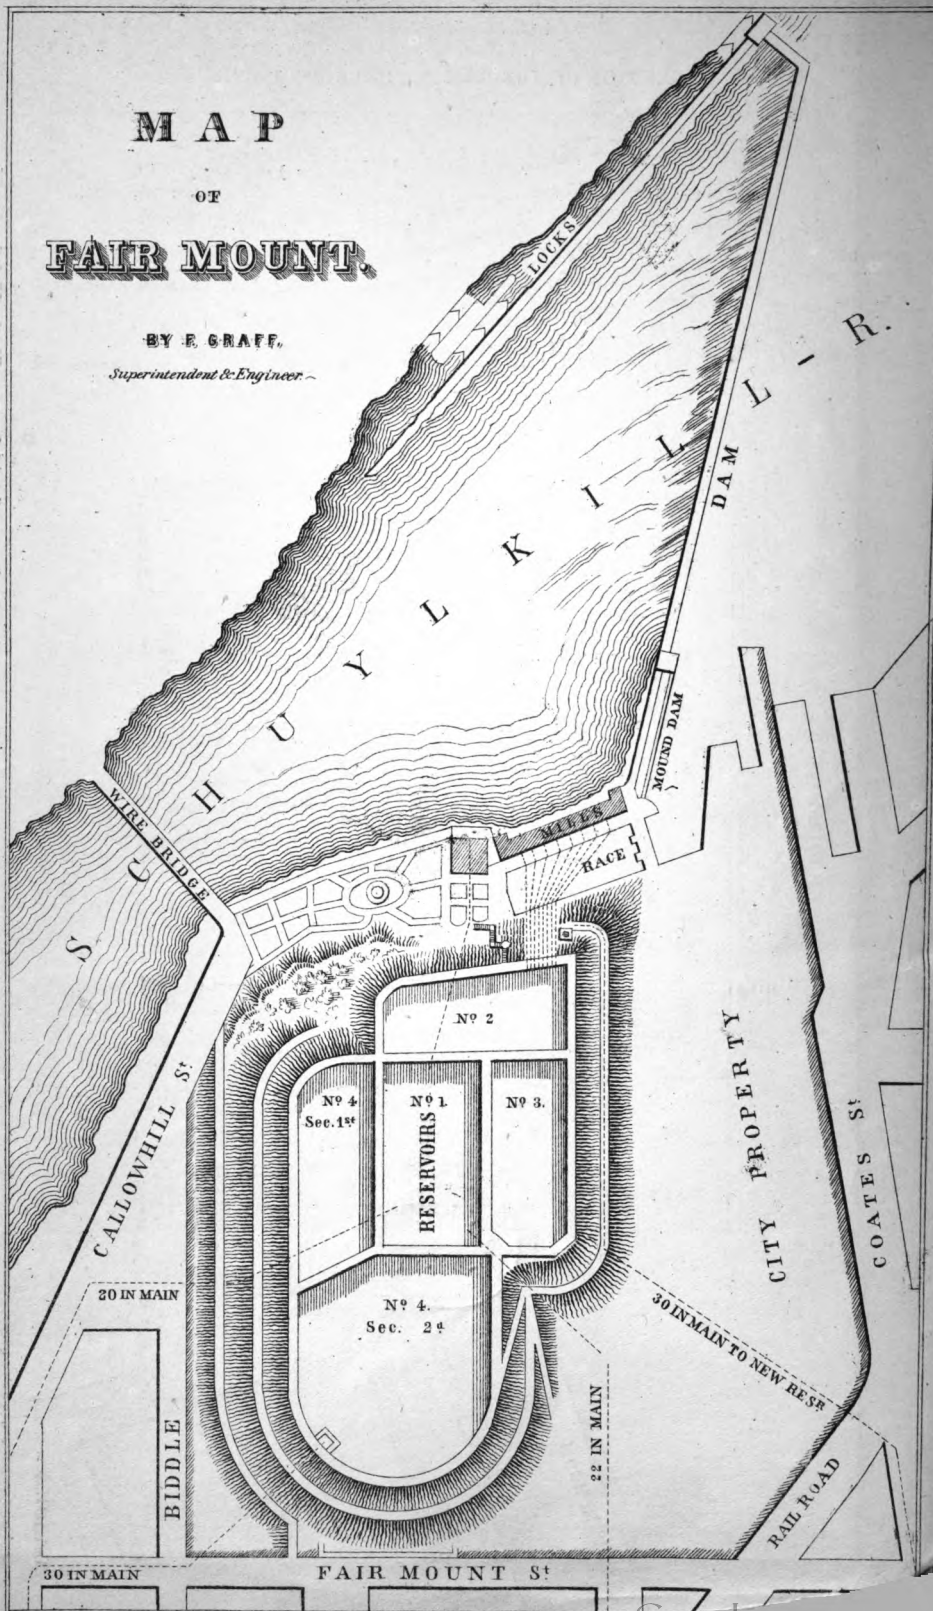 MAP
OF
FAIR MOUNT.
BY F. GRAFF,
Superintendent & Engineer.
LOCKS
SCHUYLKILL-R.
DAM
MOUND DAM
WIRE BRIDGE
MILLS
RACE
Nº 2
Nº 4
Sec. 1st
Nº 1
RESERVOIRS
Nº 3.
Nº 4.
Sec. 2d
CALLOWHILL St
CITY PROPERTY
COATES St
20 IN MAIN
30 IN MAIN TO NEW RESR
22 IN MAIN
BIDDLE
RAIL ROAD
30 IN MAIN
FAIR MOUNT St